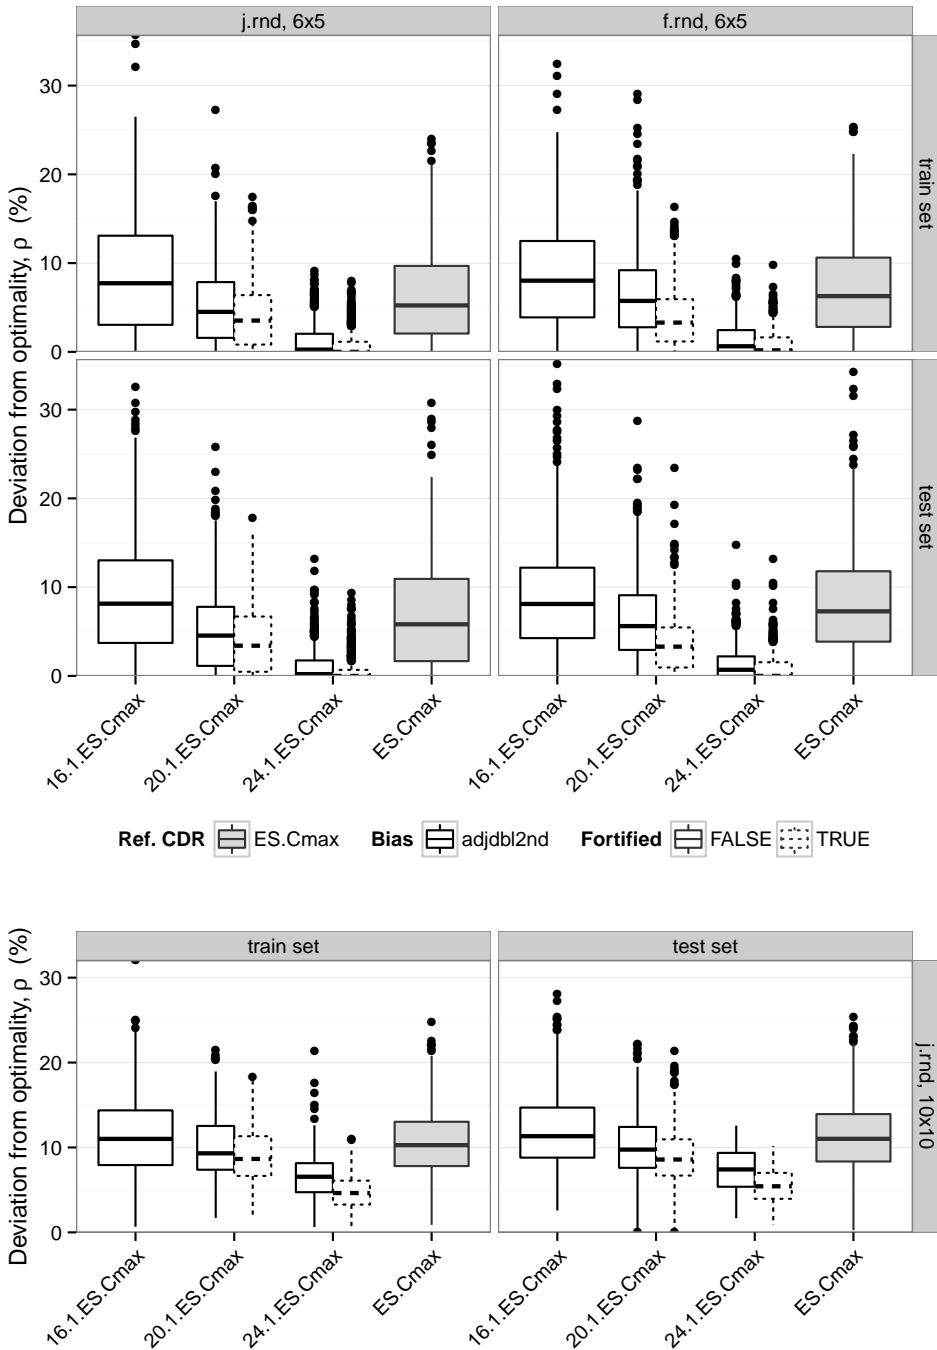 j.rnd, 6x5
f.rnd, 6x5
Deviation from optimality, ρ (%)
30
20
10
0
train set
30
20
10
0
test set
16.1.ES.Cmax
20.1.ES.Cmax
24.1.ES.Cmax
ES.Cmax
16.1.ES.Cmax
20.1.ES.Cmax
24.1.ES.Cmax
ES.Cmax
Ref. CDR ES.Cmax Bias adjdbl2nd Fortified FALSE TRUE
train set
test set
Deviation from optimality, ρ (%)
30
20
10
0
j.rnd, 10x10
16.1.ES.Cmax
20.1.ES.Cmax
24.1.ES.Cmax
ES.Cmax
16.1.ES.Cmax
20.1.ES.Cmax
24.1.ES.Cmax
ES.Cmax